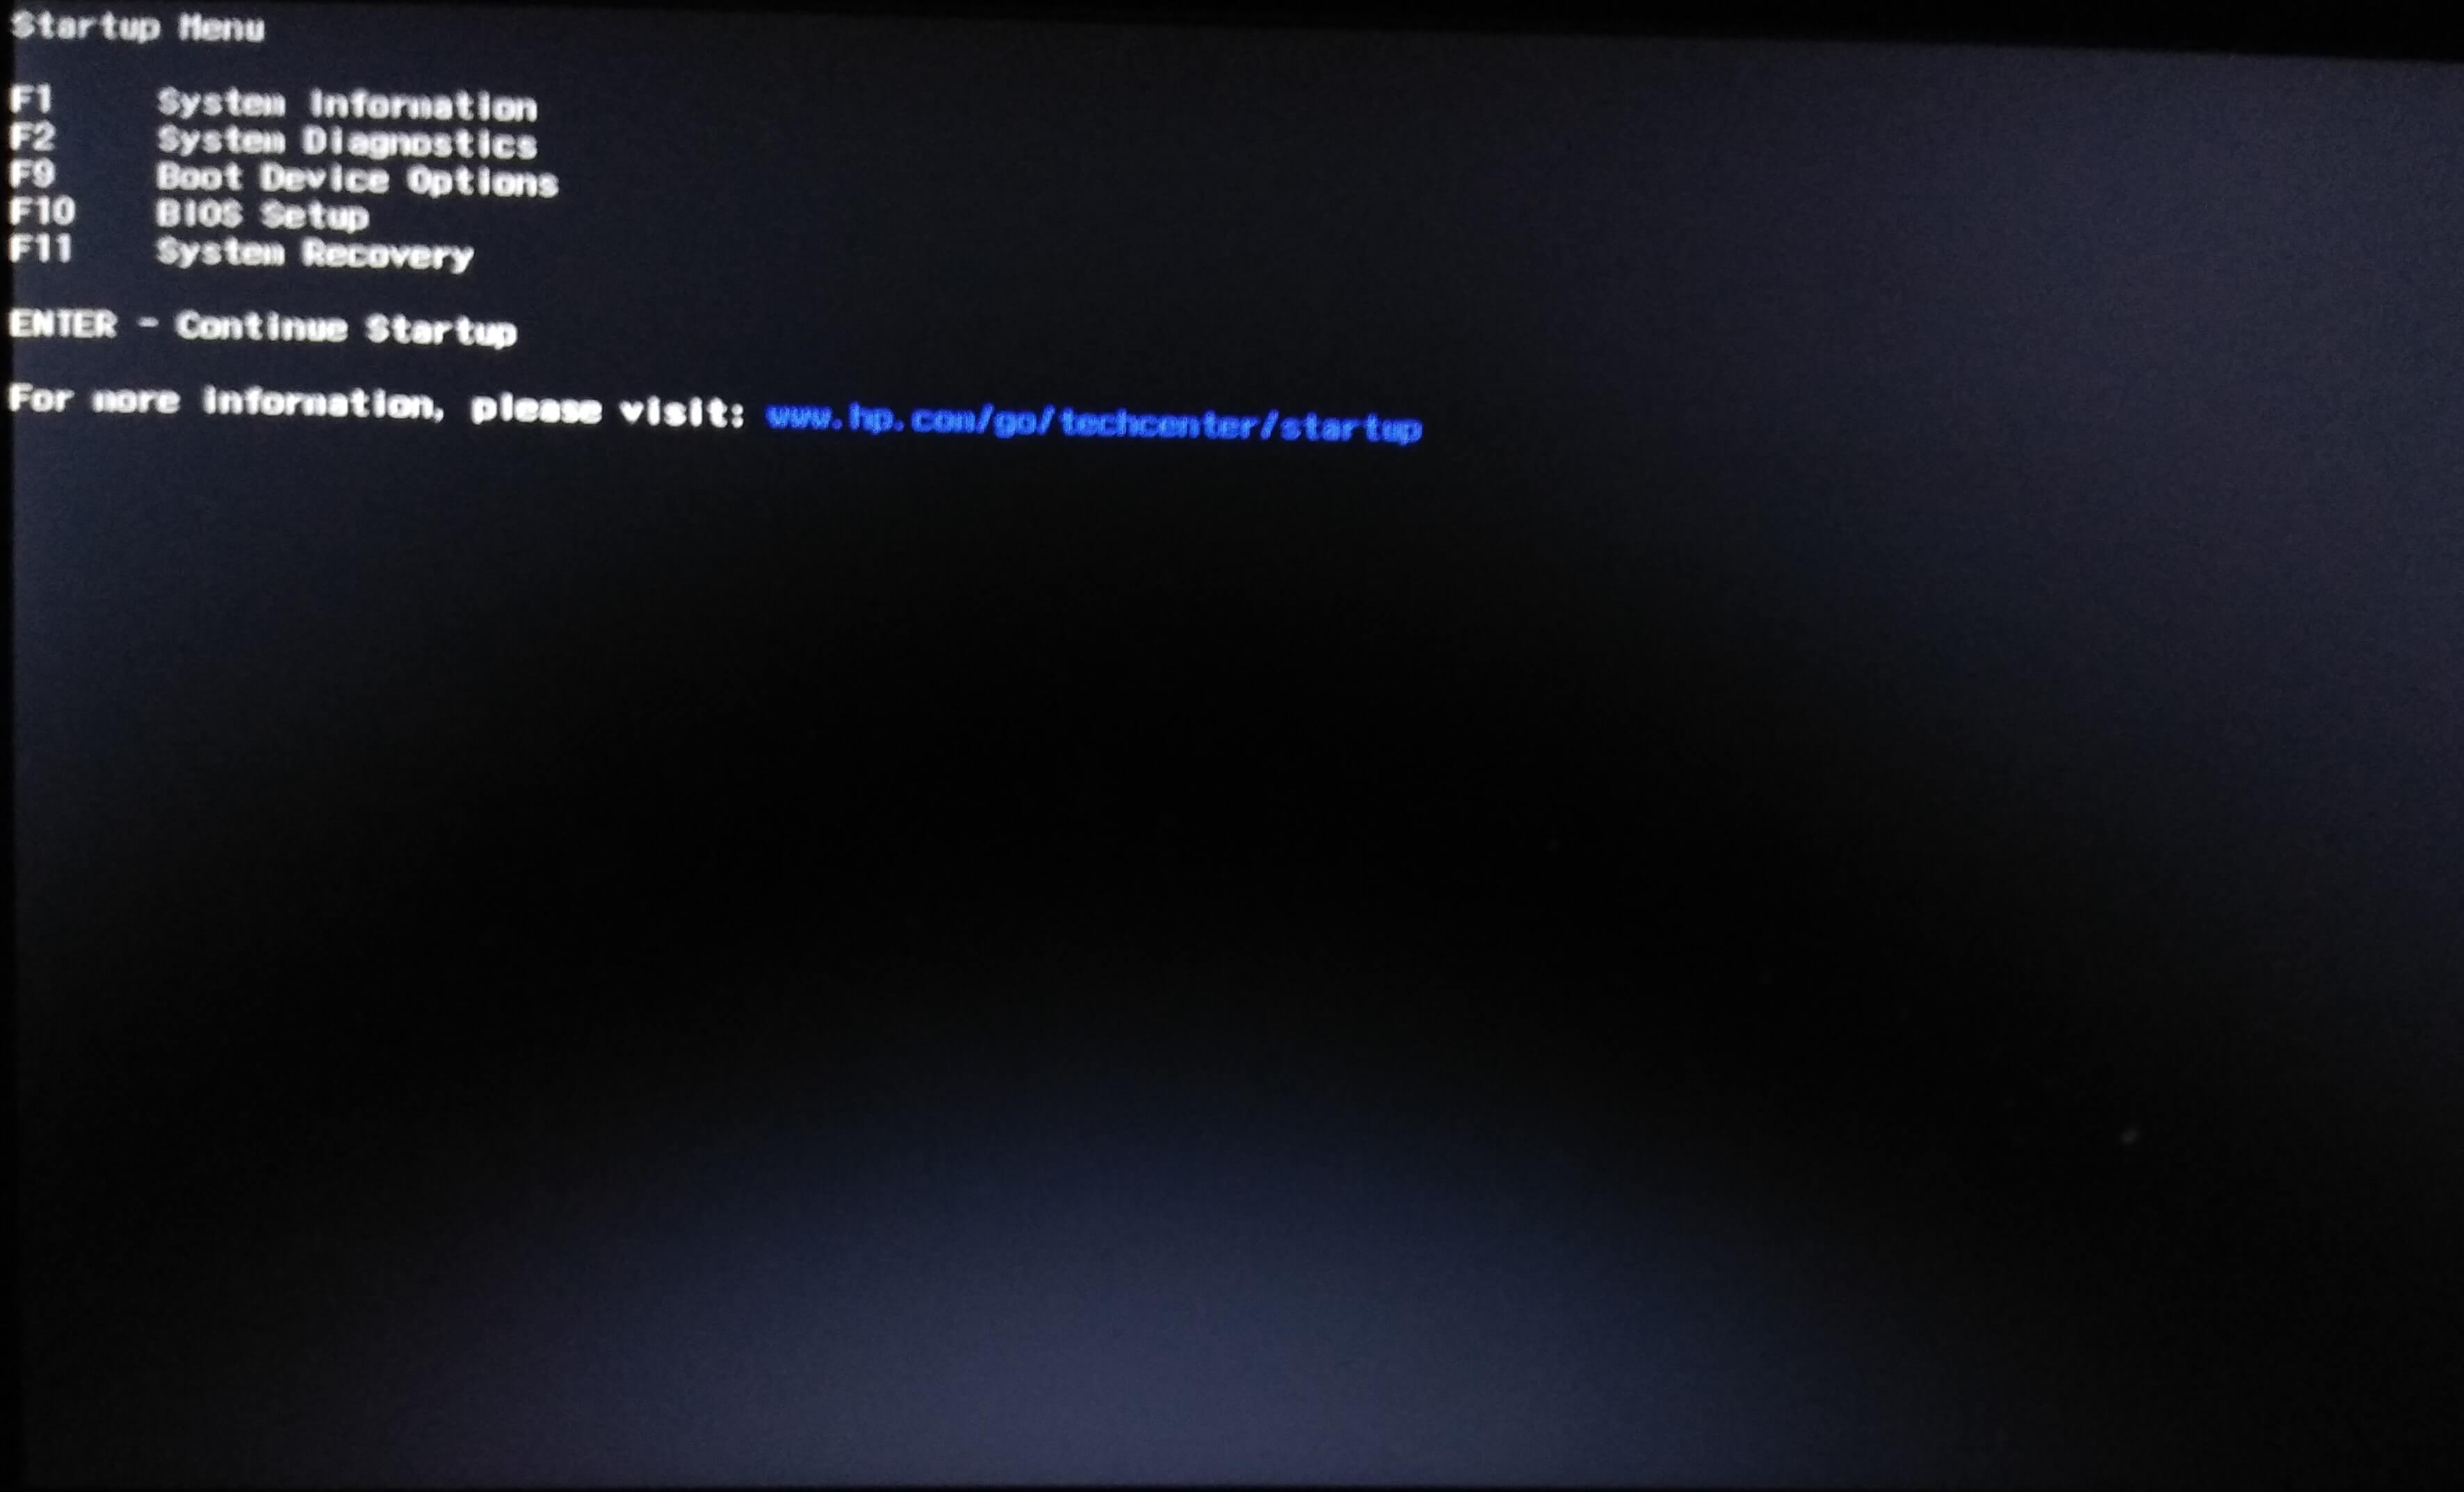 Startup Menu
F1 System Information
F2 System Diagnostics
F9 Boot Device Options
F10 BIOS Setup
F11 System Recovery
ENTER - Continue Startup
For more information, please visit: www.hp.com/go/techcenter/startup